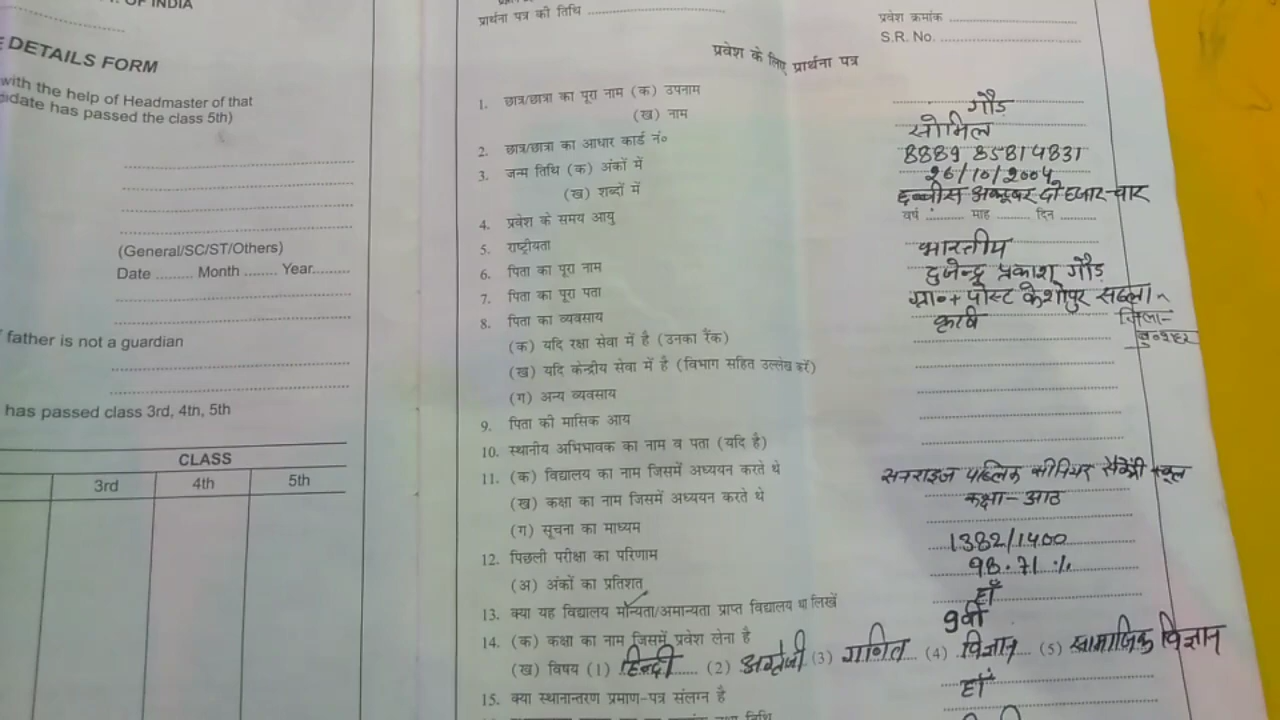 OF INDIA
DETAILS FORM
with the help of Headmaster of that
didate has passed the class 5th)
(General/SC/ST/Others)
Date ......... Month ........ Year.........
father is not a guardian
has passed class 3rd, 4th, 5th
CLASS
3rd 4th 5th
प्रार्थना पत्र की तिथि
प्रवेश क्रमांक
S.R. No.
प्रवेश के लिए प्रार्थना पत्र
1. छात्र/छात्रा का पूरा नाम (क) उपनाम गौड़
(ख) नाम सोमिल
2. छात्र/छात्रा का आधार कार्ड नं० 8889 85814831
3. जन्म तिथि (क) अंकों में 26/10/2004
(ख) शब्दों में छब्बीस अक्टूबर दो हजार चार
4. प्रवेश के समय आयु वर्ष ......... माह ......... दिन .........
5. राष्ट्रीयता भारतीय
6. पिता का पूरा नाम प्रकाश गौड़
7. पिता का पूरा पता ग्रा०+ पोस्ट केशोपुर सठला जिला- बु०शहर
8. पिता का व्यवसाय कृषि
(क) यदि रक्षा सेवा में है (उनका रैंक)
(ख) यदि केन्द्रीय सेवा में है (विभाग सहित उल्लेख करें)
(ग) अन्य व्यवसाय
9. पिता की मासिक आय
10. स्थानीय अभिभावक का नाम व पता (यदि है)
11. (क) विद्यालय का नाम जिसमें अध्ययन करते थे सनराइज पब्लिक सीनियर सैकेंड्री स्कूल
(ख) कक्षा का नाम जिसमें अध्ययन करते थे कक्षा- आठ
(ग) सूचना का माध्यम
12. पिछली परीक्षा का परिणाम 1382/1400
(अ) अंकों का प्रतिशत 98.71 %
13. क्या यह विद्यालय मान्यता/अमान्यता प्राप्त विद्यालय था लिखें हाँ
14. (क) कक्षा का नाम जिसमें प्रवेश लेना है 9वीं
(ख) विषय (1) हिन्दी (2) अंग्रेजी (3) गणित (4) विज्ञान (5) सामाजिक विज्ञान
15. क्या स्थानान्तरण प्रमाण-पत्र संलग्न है हाँ